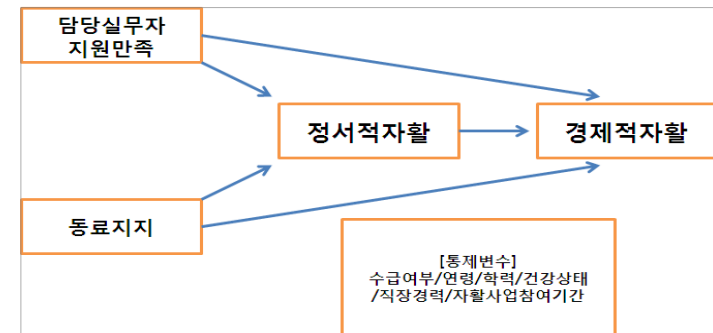 담당실무자
지원만족
정서적자활
경제적자활
동료지지
[통제변수]
수급여부/연령/학력/건강상태
/직장경력/자활사업참여기간